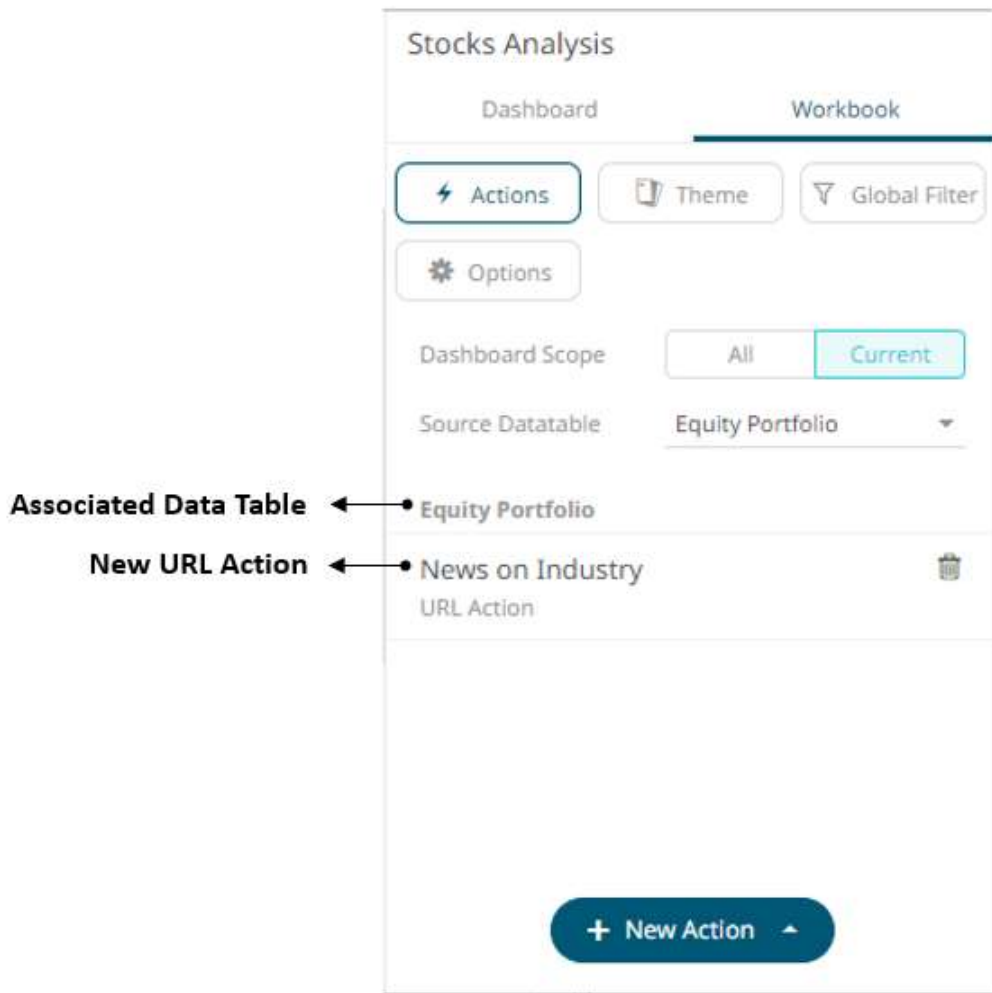 Stocks Analysis
Dashboard Workbook
Actions Theme Global Filter
Options
Dashboard Scope All Current
Source Datatable Equity Portfolio
Associated Data Table Equity Portfolio
New URL Action News on Industry
URL Action
+ New Action